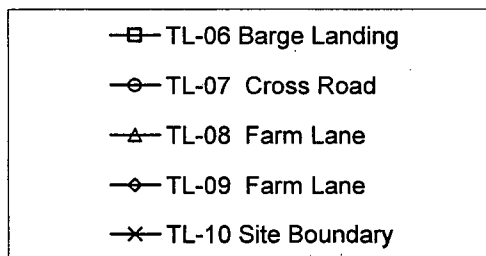 TL-06 Barge Landing
TL-07 Cross Road
TL-08 Farm Lane
TL-09 Farm Lane
TL-10 Site Boundary